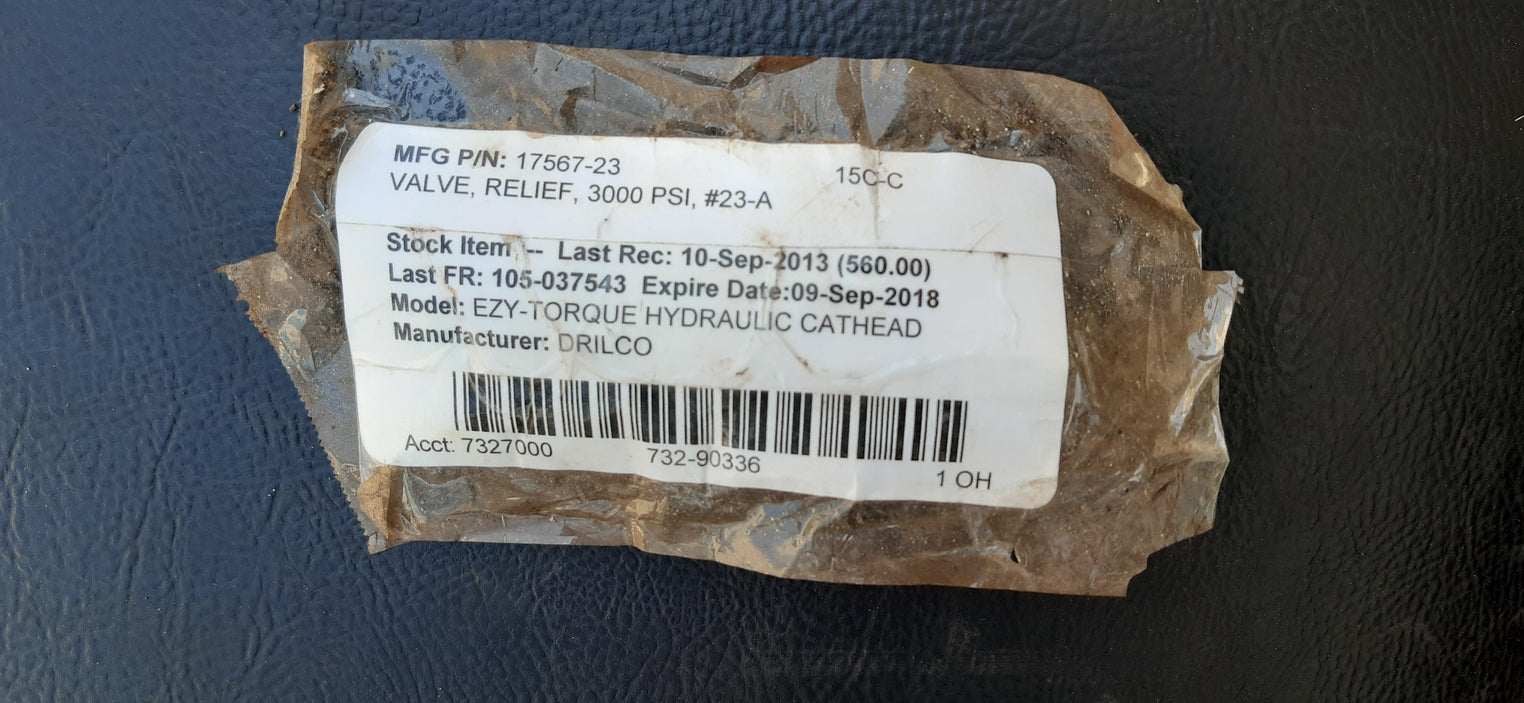 MFG P/N: 17567-23 15C-C
VALVE, RELIEF, 3000 PSI, #23-A
Stock Item -- Last Rec: 10-Sep-2013 (560.00)
Last FR: 105-037543 Expire Date:09-Sep-2018
Model: EZY-TORQUE HYDRAULIC CATHEAD
Manufacturer: DRILCO
Acct: 7327000 732-90336 1 OH